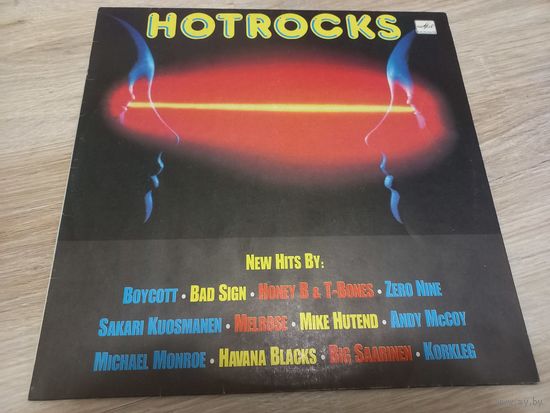 HOTROCKS
NEW HITS BY:
BOYCOTT • BAD SIGN • HONEY B & T-BONES • ZERO NINE
SAKARI KUOSMANEN • MELROSE • MIKE HUTEND • ANDY MCCOY
MICHAEL MONROE • HAVANA BLACKS • BIG SAARINEN • KORKLEG